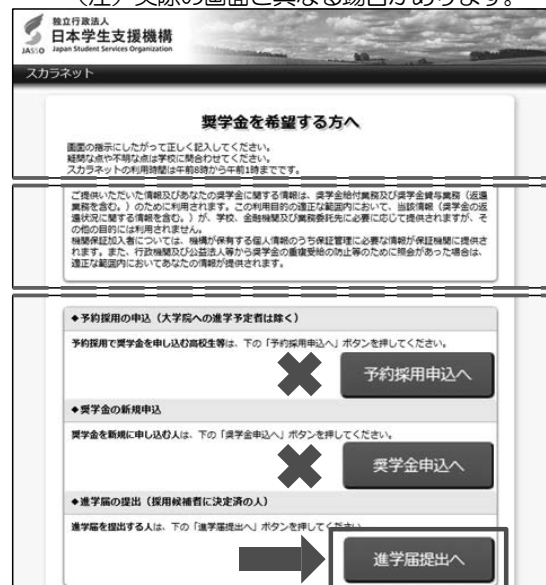 (注)実際の画面と異なる場合があります。
独立行政法人
日本学生支援機構
JASSO Japan Student Services Organization
スカラネット
奨学金を希望する方へ
画面の指示にしたがって正しく記入してください。
疑問な点や不明な点は学校に問合わせてください。
スカラネットの利用時間は午前8時から午前1時までです。
ご提供いただいた情報及びあなたの奨学金に関する情報は、奨学金給付業務及び奨学金貸与業務(返還
業務を含む。)のために利用されます。この利用目的の適正な範囲内において、当該情報(奨学金の返
還状況に関する情報を含む。)が、学校、金融機関及び業務委託先に必要に応じて提供されますが、そ
の他の目的には利用されません。
機関保証加入者については、機構が保有する個人情報のうち保証管理に必要な情報が保証機関に提供さ
れます。また、行政機関及び公益法人等から奨学金の重複受給の防止等のために照会があった場合は、
適正な範囲内においてあなたの情報が提供されます。
◆予約採用の申込(大学院への進学予定者は除く)
予約採用で奨学金を申し込む高校生等は、下の「予約採用申込へ」ボタンを押してください。
予約採用申込へ
◆奨学金の新規申込
奨学金を新規に申し込む人は、下の「奨学金申込へ」ボタンを押してください。
奨学金申込へ
◆進学届の提出(採用候補者に決定済の人)
進学届を提出する人は、下の「進学届提出へ」ボタンを押してください。
進学届提出へ